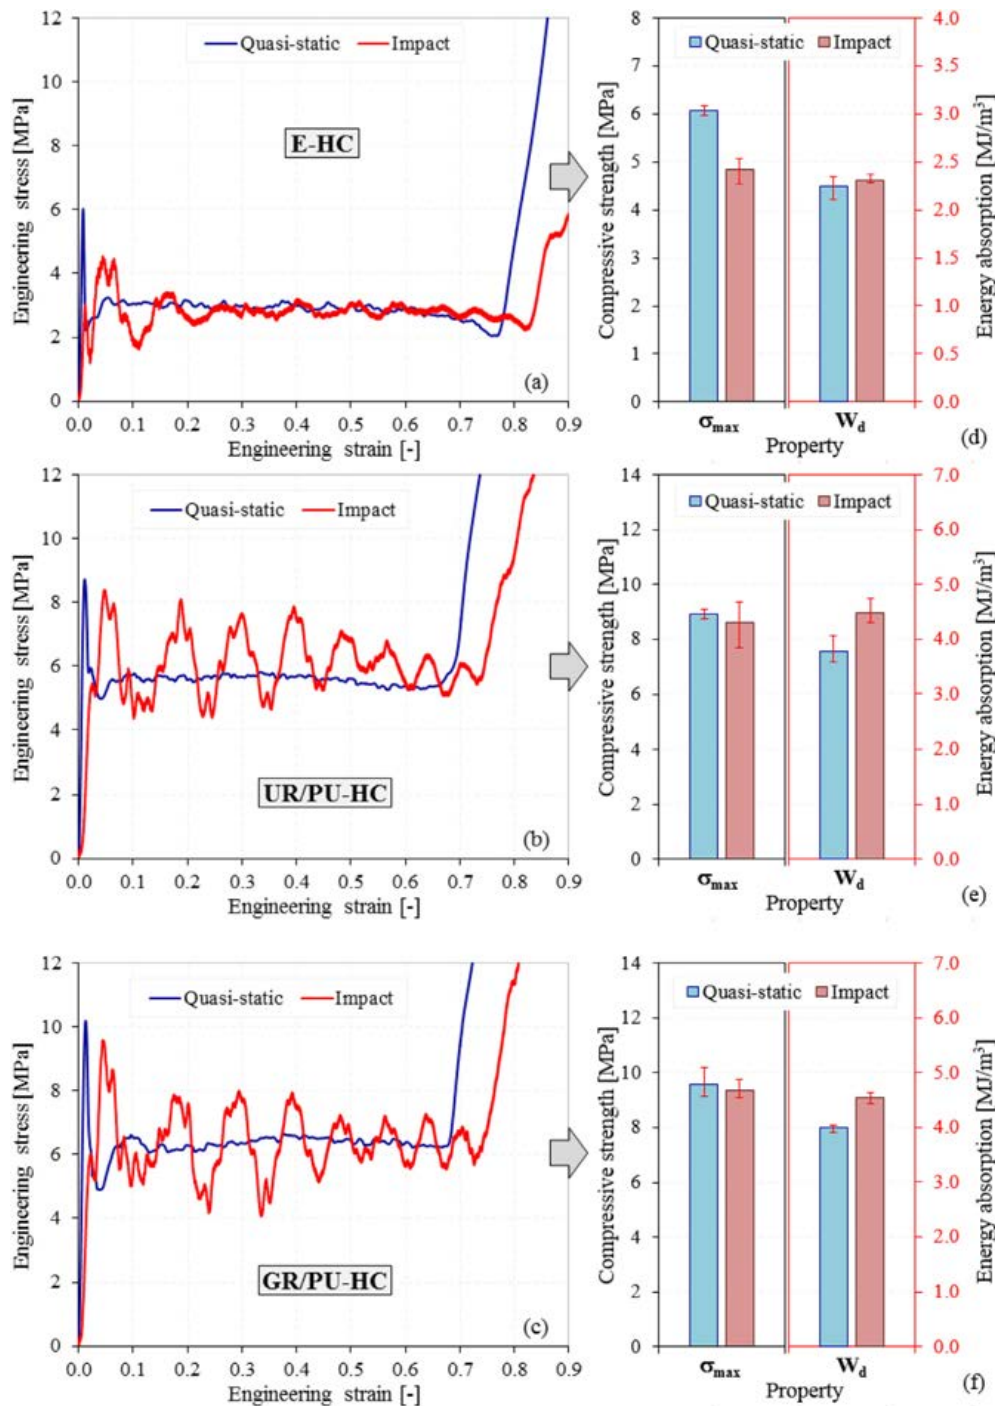 12
10
8
6
4
2
0
Engineering stress [MPa]
Quasi-static
Impact
E-HC
(a)
0.0 0.1 0.2 0.3 0.4 0.5 0.6 0.7 0.8 0.9
Engineering strain [-]
8
7
6
5
4
3
2
1
0
Compressive strength [MPa]
Quasi-static
Impact
σmax
Wd
Property
4.0
3.5
3.0
2.5
2.0
1.5
1.0
0.5
0.0
Energy absorption [MJ/m³]
(d)
12
10
8
6
4
2
0
Engineering stress [MPa]
Quasi-static
Impact
UR/PU-HC
(b)
0.0 0.1 0.2 0.3 0.4 0.5 0.6 0.7 0.8 0.9
Engineering strain [-]
14
12
10
8
6
4
2
0
Compressive strength [MPa]
Quasi-static
Impact
σmax
Wd
Property
7.0
6.0
5.0
4.0
3.0
2.0
1.0
0.0
Energy absorption [MJ/m³]
(e)
12
10
8
6
4
2
0
Engineering stress [MPa]
Quasi-static
Impact
GR/PU-HC
(c)
0.0 0.1 0.2 0.3 0.4 0.5 0.6 0.7 0.8 0.9
Engineering strain [-]
14
12
10
8
6
4
2
0
Compressive strength [MPa]
Quasi-static
Impact
σmax
Wd
Property
7.0
6.0
5.0
4.0
3.0
2.0
1.0
0.0
Energy absorption [MJ/m³]
(f)